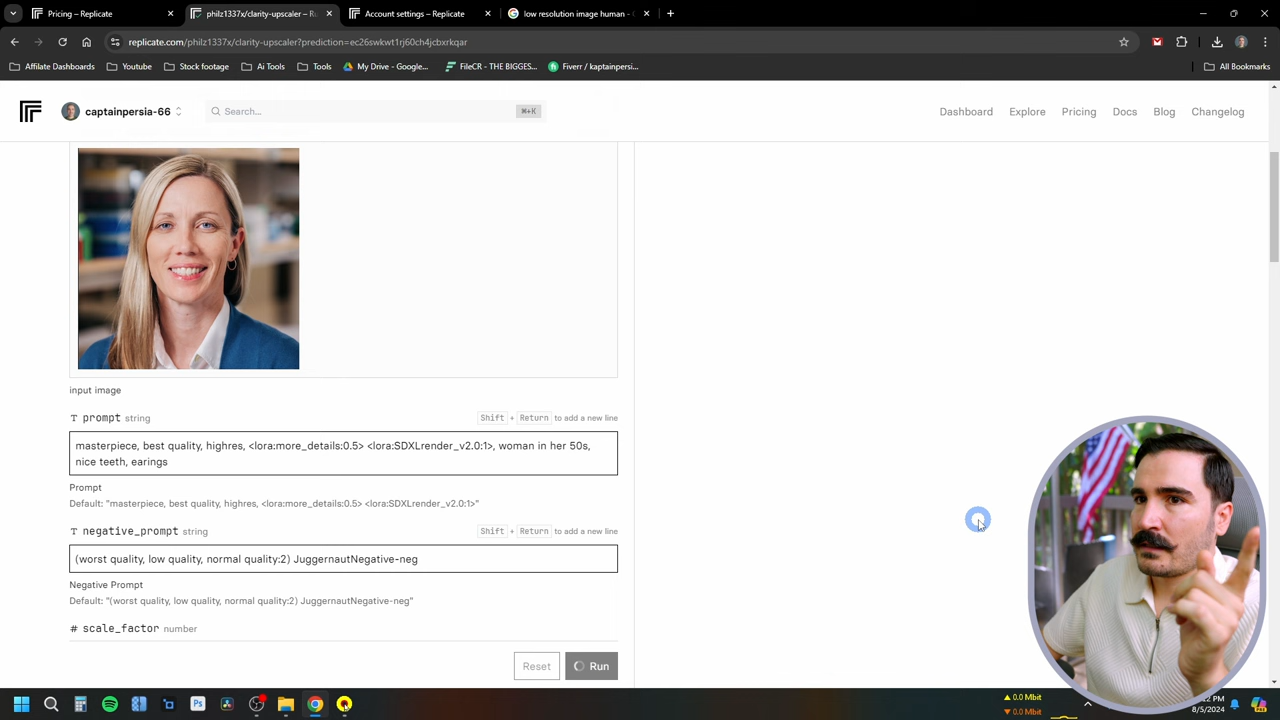 Pricing – Replicate
philz1337x/clarity-upscaler – Ru
Account settings – Replicate
low resolution image human - G
replicate.com/philz1337x/clarity-upscaler?prediction=ec26swkwt1rj60ch4jcbxrkqar
Affiliate Dashboards
Youtube
Stock footage
Ai Tools
Tools
My Drive - Google...
FileCR - THE BIGGES...
Fiverr / kaptainpersi...
All Bookmarks
captainpersia-66
Search...
⌘+K
Dashboard
Explore
Pricing
Docs
Blog
Changelog
input image
T prompt string
Shift + Return to add a new line
masterpiece, best quality, highres, <lora:more_details:0.5> <lora:SDXLrender_v2.0:1>, woman in her 50s,
nice teeth, earings
Prompt
Default: "masterpiece, best quality, highres, <lora:more_details:0.5> <lora:SDXLrender_v2.0:1>"
T negative_prompt string
Shift + Return to add a new line
(worst quality, low quality, normal quality:2) JuggernautNegative-neg
Negative Prompt
Default: "(worst quality, low quality, normal quality:2) JuggernautNegative-neg"
# scale_factor number
Reset
Run
0.0 Mbit
0.0 Mbit
PM
8/5/2024